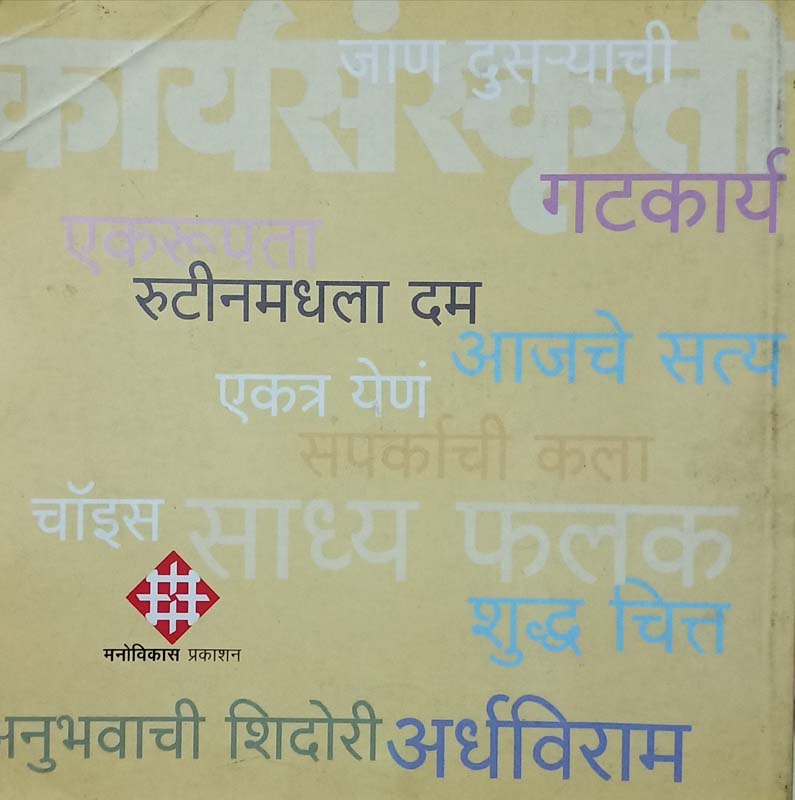 जाण दुसऱ्याची
कार्यसंस्कृती
गटकार्य
एकरूपता
रुटीनमधला दम
आजचे सत्य
एकत्र येणं
सपर्काची कला
चॉइस
साध्य फलक
शुद्ध चित्त
मनोविकास प्रकाशन
अनुभवाची शिदोरी
अर्धविराम